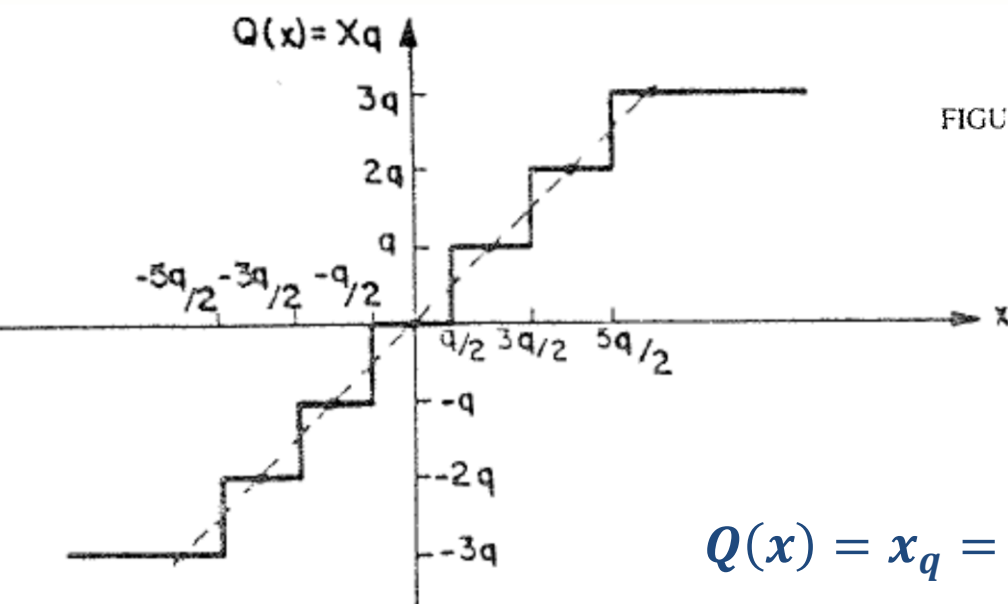 Q(x)= Xq
3q
FIGU
2q
q
-5q/2 -3q/2 -q/2
x
q/2 3q/2 5q/2
-q
-2q
-3q
Q(x) = x_q =